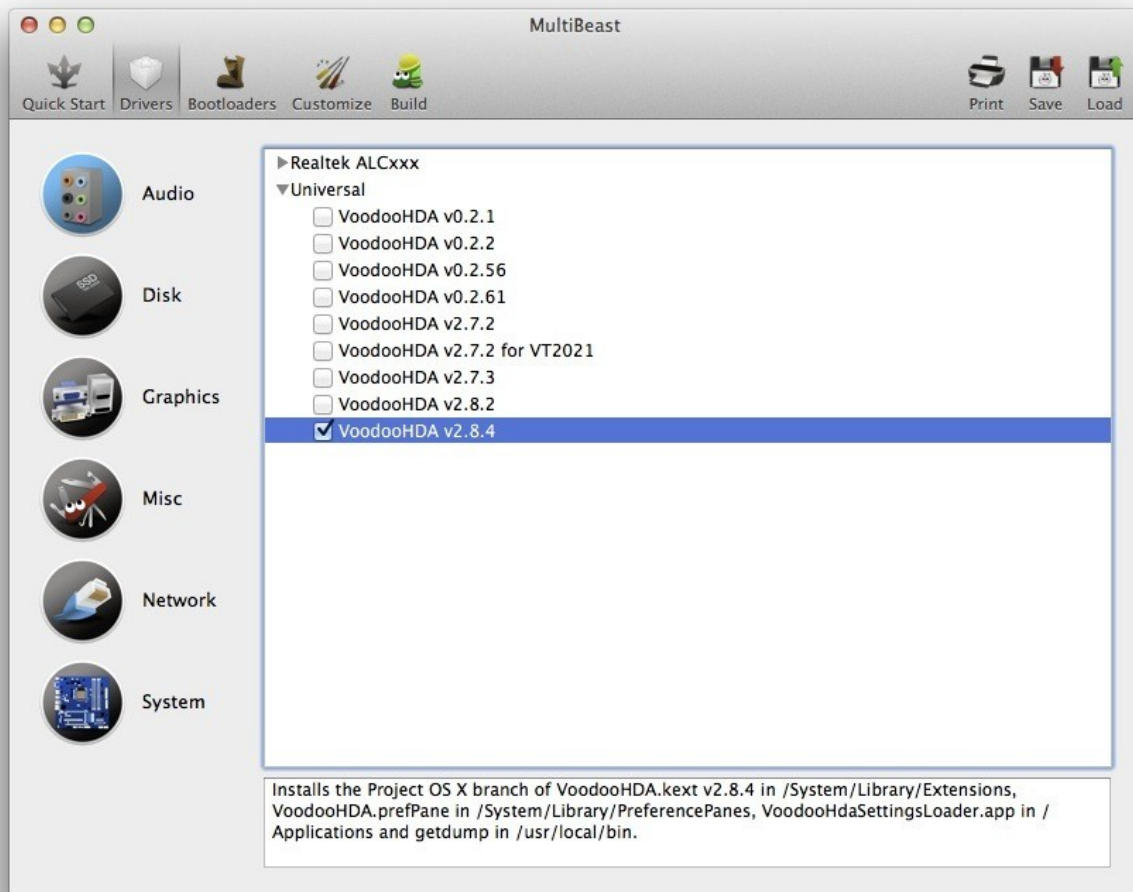 MultiBeast
Quick Start Drivers Bootloaders Customize Build Print Save Load
Audio
Disk
SSD
Graphics
Misc
Network
System
Realtek ALCxxx
Universal
VoodooHDA v0.2.1
VoodooHDA v0.2.2
VoodooHDA v0.2.56
VoodooHDA v0.2.61
VoodooHDA v2.7.2
VoodooHDA v2.7.2 for VT2021
VoodooHDA v2.7.3
VoodooHDA v2.8.2
VoodooHDA v2.8.4
Installs the Project OS X branch of VoodooHDA.kext v2.8.4 in /System/Library/Extensions,
VoodooHDA.prefPane in /System/Library/PreferencePanes, VoodooHdaSettingsLoader.app in /
Applications and getdump in /usr/local/bin.